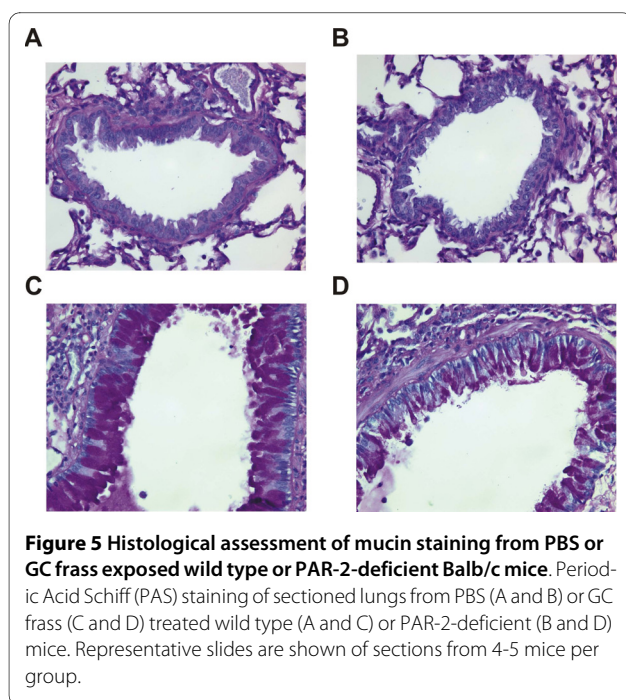 A
B
C
D
Figure 5 Histological assessment of mucin staining from PBS or
GC frass exposed wild type or PAR-2-deficient Balb/c mice. Period-
ic Acid Schiff (PAS) staining of sectioned lungs from PBS (A and B) or GC
frass (C and D) treated wild type (A and C) or PAR-2-deficient (B and D)
mice. Representative slides are shown of sections from 4-5 mice per
group.